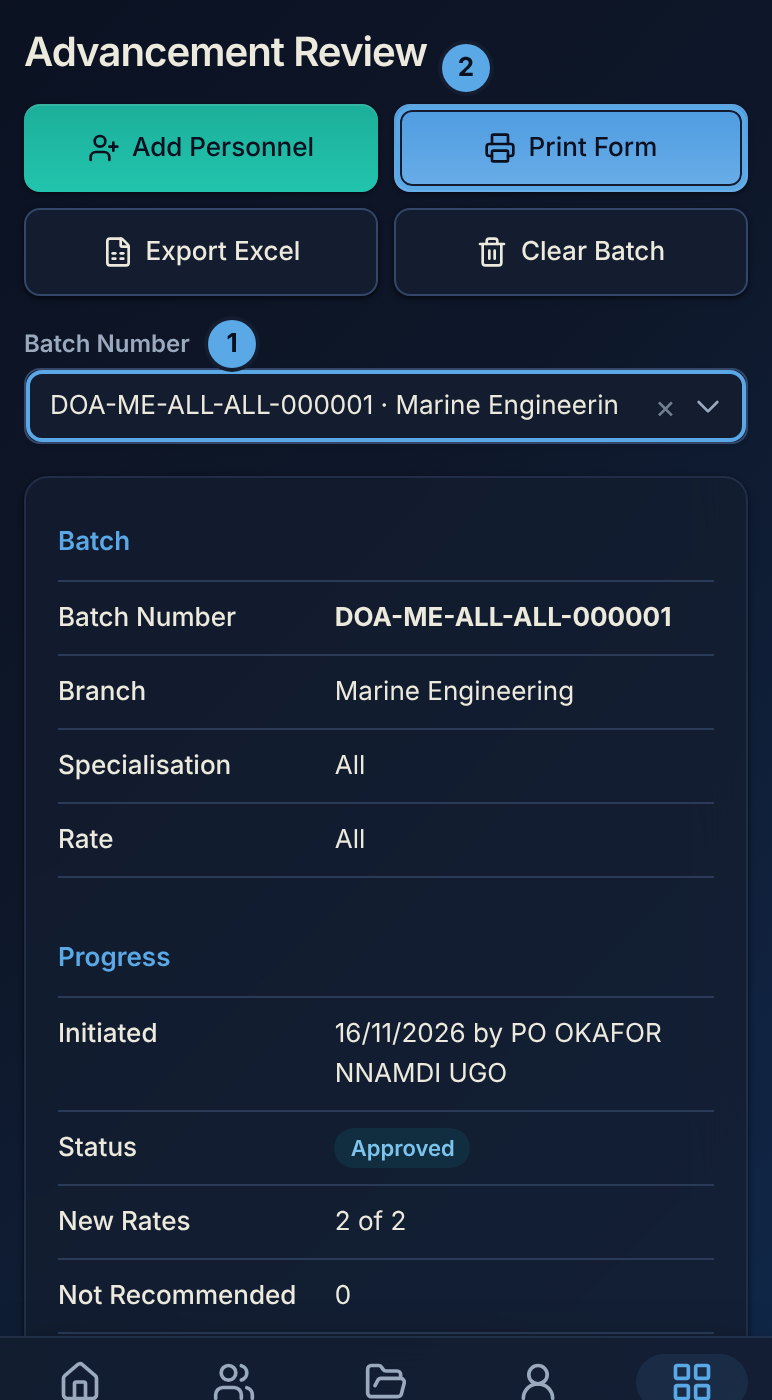 Advancement Review
2
Add Personnel
Print Form
Export Excel
Clear Batch
Batch Number
1
DOA-ME-ALL-ALL-000001 · Marine Engineerin
Batch
Batch Number DOA-ME-ALL-ALL-000001
Branch Marine Engineering
Specialisation All
Rate All
Progress
Initiated 16/11/2026 by PO OKAFOR
NNAMDI UGO
Status Approved
New Rates 2 of 2
Not Recommended 0